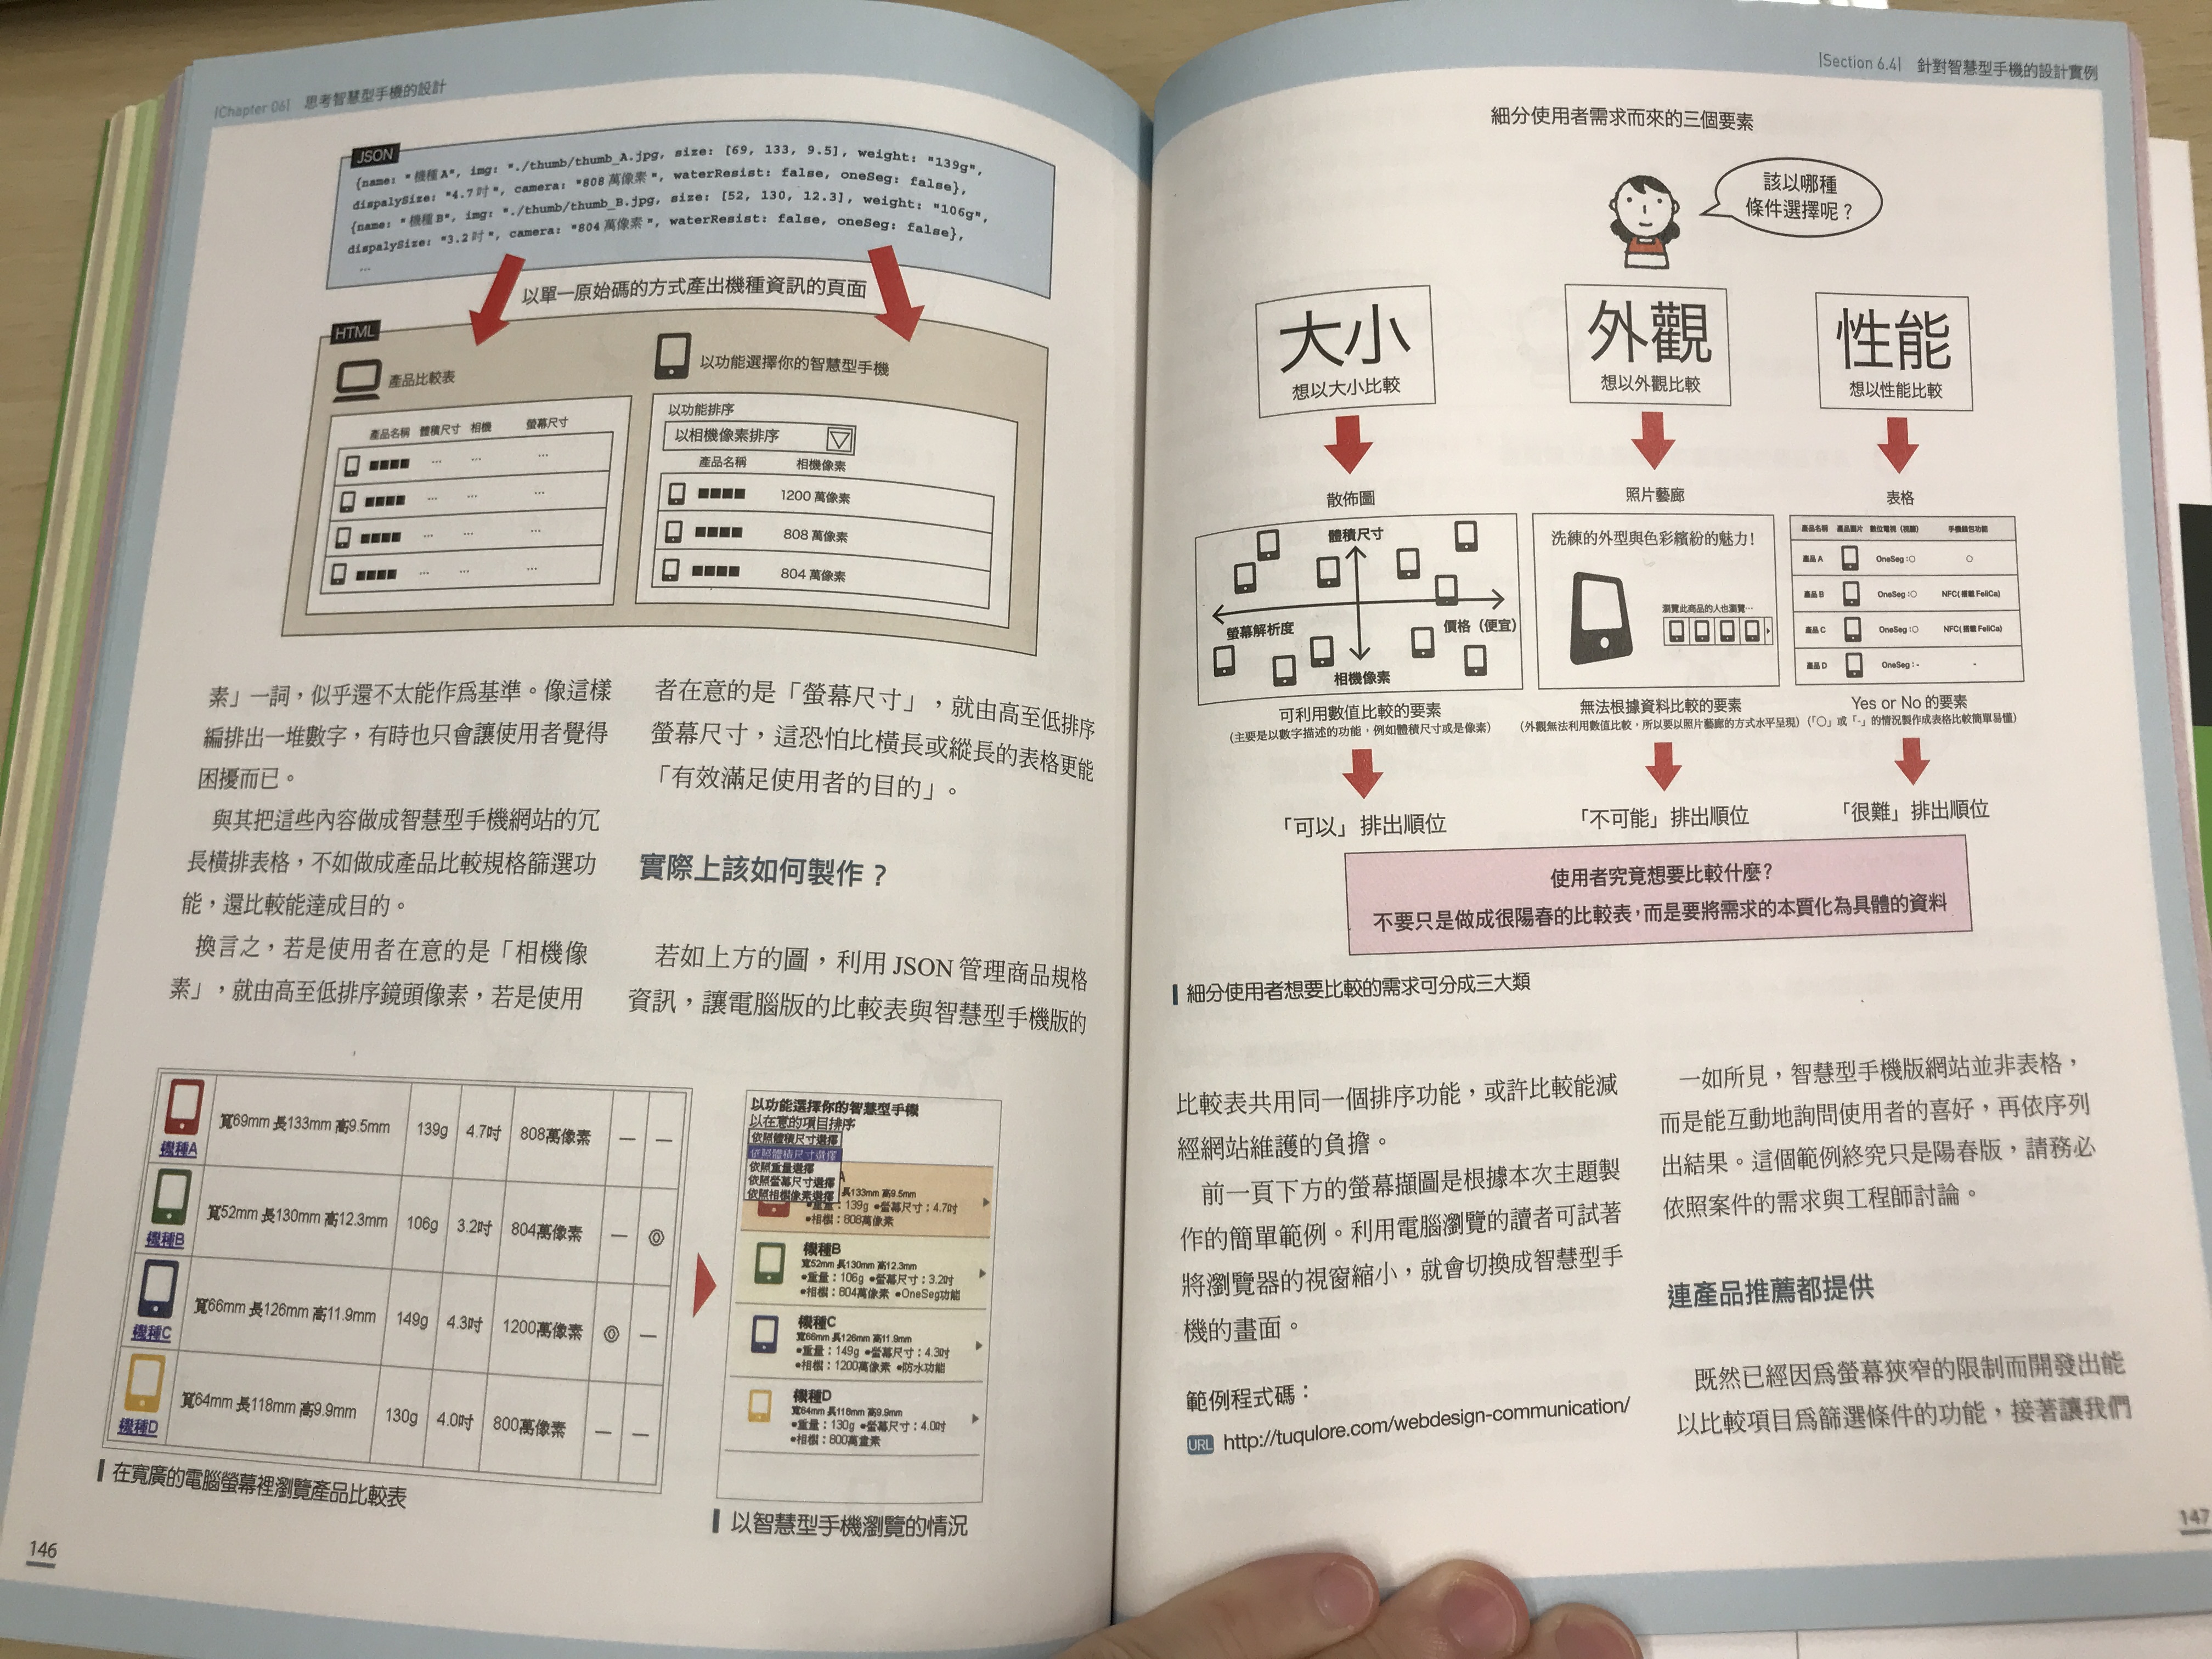 |Chapter 06| 思考智慧型手機的設計
JSON
{name: "機種A", img: "./thumb/thumb_A.jpg, size: [69, 133, 9.5], weight: "139g",
dispalySize: "4.7吋", camera: "808萬像素", waterResist: false, oneSeg: false},
{name: "機種B", img: "./thumb/thumb_B.jpg, size: [52, 130, 12.3], weight: "106g",
dispalySize: "3.2吋", camera: "804萬像素", waterResist: false, oneSeg: false},
…
以單一原始碼的方式產出機種資訊的頁面
HTML
產品比較表
產品名稱 體積尺寸 相機 螢幕尺寸
■■■■ … … …
■■■■ … … …
■■■■ … … …
■■■■ … … …
以功能選擇你的智慧型手機
以功能排序
以相機像素排序
產品名稱 相機像素
■■■■ 1200萬像素
■■■■ 808萬像素
■■■■ 804萬像素
素」一詞，似乎還不太能作為基準。像這樣
編排出一堆數字，有時也只會讓使用者覺得
困擾而已。
與其把這些內容做成智慧型手機網站的冗
長橫排表格，不如做成產品比較規格篩選功
能，還比較能達成目的。
換言之，若是使用者在意的是「相機像
素」，就由高至低排序鏡頭像素，若是使用
者在意的是「螢幕尺寸」，就由高至低排序
螢幕尺寸，這恐怕比橫長或縱長的表格更能
「有效滿足使用者的目的」。
實際上該如何製作？
若如上方的圖，利用 JSON 管理商品規格
資訊，讓電腦版的比較表與智慧型手機版的
機種A 寬69mm 長133mm 高9.5mm 139g 4.7吋 808萬像素 — —
機種B 寬52mm 長130mm 高12.3mm 106g 3.2吋 804萬像素 — ◎
機種C 寬66mm 長126mm 高11.9mm 149g 4.3吋 1200萬像素 ◎ —
機種D 寬64mm 長118mm 高9.9mm 130g 4.0吋 800萬像素 — —
在寬廣的電腦螢幕裡瀏覽產品比較表
以功能選擇你的智慧型手機
以在意的項目排序
依照體積尺寸選擇
依照體積尺寸選擇
依照重量選擇
依照螢幕尺寸選擇
依照相機像素選擇
A
長133mm 高9.5mm
●重量：139g ●螢幕尺寸：4.7吋
●相機：808萬像素
機種B
寬52mm 長130mm 高12.3mm
●重量：106g ●螢幕尺寸：3.2吋
●相機：804萬像素 ●OneSeg功能
機種C
寬66mm 長126mm 高11.9mm
●重量：149g ●螢幕尺寸：4.3吋
●相機：1200萬像素 ●防水功能
機種D
寬64mm 長118mm 高9.9mm
●重量：130g ●螢幕尺寸：4.0吋
●相機：800萬畫素
以智慧型手機瀏覽的情況
146
|Section 6.4| 針對智慧型手機的設計實例
細分使用者需求而來的三個要素
該以哪種
條件選擇呢？
大小
想以大小比較
外觀
想以外觀比較
性能
想以性能比較
散佈圖
照片藝廊
表格
體積尺寸
螢幕解析度
價格（便宜）
相機像素
洗練的外型與色彩繽紛的魅力！
瀏覽此商品的人也瀏覽…
產品名稱 產品圖片 數位電視（視聽） 手機錢包功能
產品A OneSeg：○ ○
產品B OneSeg：○ NFC(搭載 FeliCa)
產品C OneSeg：○ NFC(搭載 FeliCa)
產品D OneSeg：- -
可利用數值比較的要素
（主要是以數字描述的功能，例如體積尺寸或是像素）
無法根據資料比較的要素
（外觀無法利用數值比較，所以要以照片藝廊的方式水平呈現）
Yes or No 的要素
（「○」或「-」的情況製作成表格比較簡單易懂）
「可以」排出順位
「不可能」排出順位
「很難」排出順位
使用者究竟想要比較什麼？
不要只是做成很陽春的比較表，而是要將需求的本質化為具體的資料
細分使用者想要比較的需求可分成三大類
比較表共用同一個排序功能，或許比較能減
經網站維護的負擔。
前一頁下方的螢幕擷圖是根據本次主題製
作的簡單範例。利用電腦瀏覽的讀者可試著
將瀏覽器的視窗縮小，就會切換成智慧型手
機的畫面。
範例程式碼：
URL http://tuqulore.com/webdesign-communication/
一如所見，智慧型手機版網站並非表格，
而是能互動地詢問使用者的喜好，再依序列
出結果。這個範例終究只是陽春版，請務必
依照案件的需求與工程師討論。
連產品推薦都提供
既然已經因為螢幕狹窄的限制而開發出能
以比較項目為篩選條件的功能，接著讓我們
147